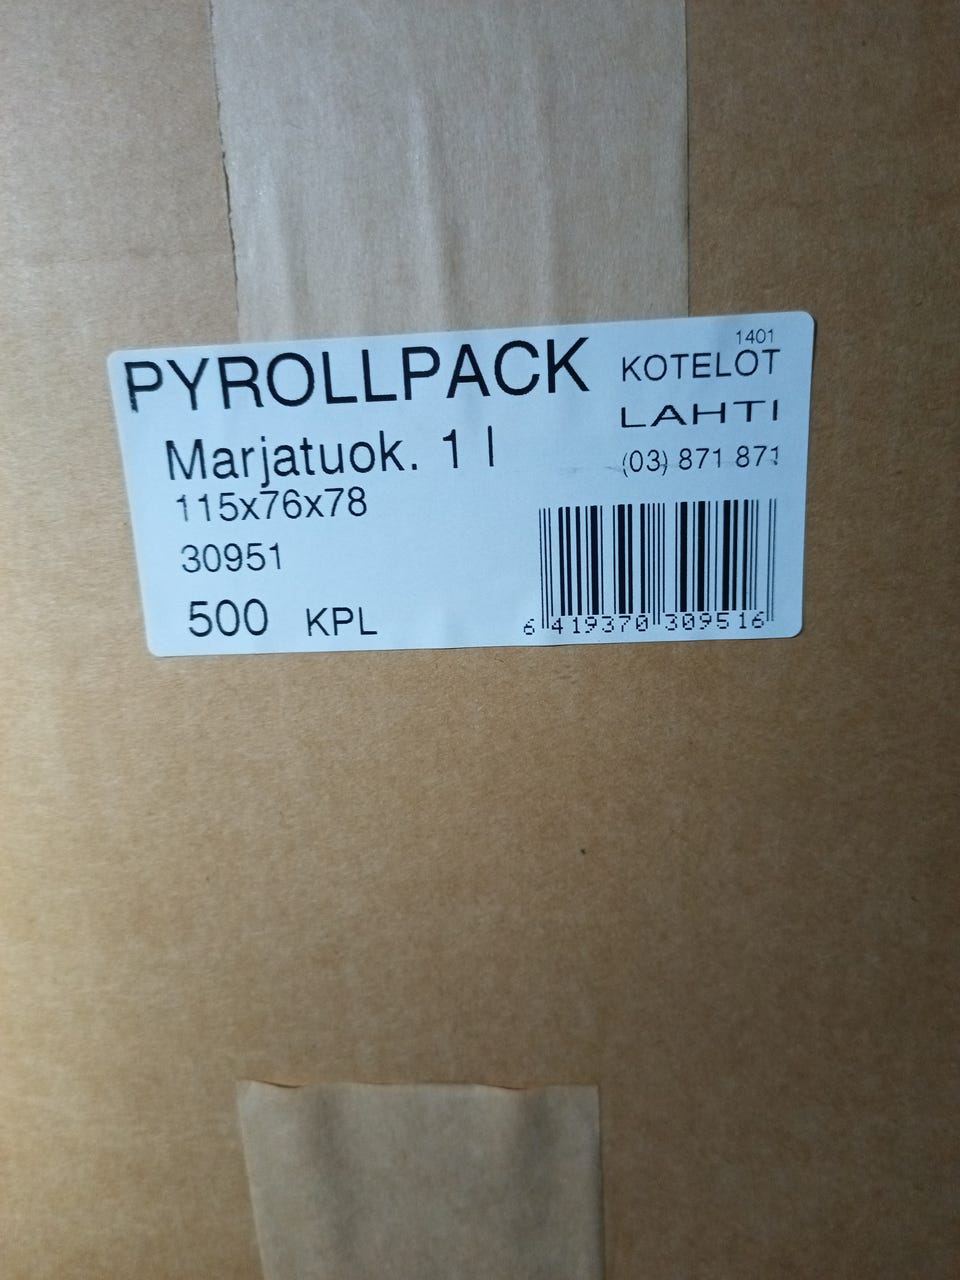 PYROLLPACK
Marjatuok. 1 l
115x76x78
30951
500 KPL
1401
KOTELOT
LAHTI
(03) 871 871
6 419370 309516